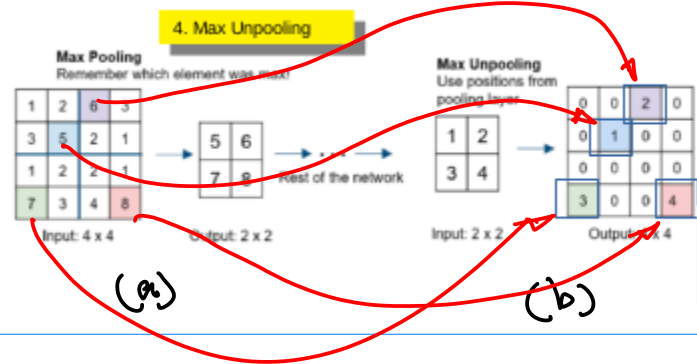 4. Max Unpooling
Max Pooling
Remember which element was max!
1 2 6 3
3 5 2 1
1 2 2 1
7 3 4 8
Input: 4 x 4
5 6
7 8
Output: 2 x 2
...
Rest of the network
Max Unpooling
Use positions from
pooling layer
1 2
3 4
Input: 2 x 2
0 0 2 0
0 1 0 0
0 0 0 0
3 0 0 4
Output: 4 x 4
(a)
(b)